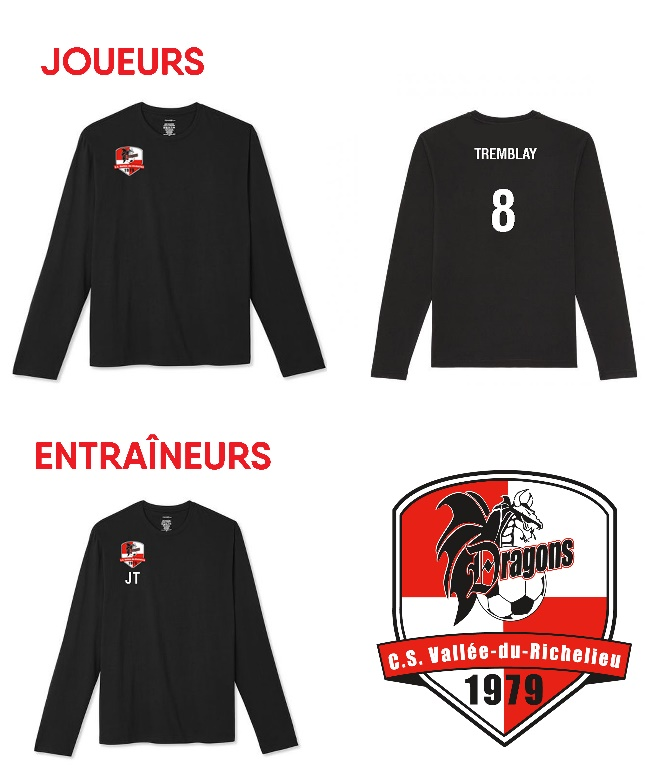 JOUEURS
TREMBLAY
8
ENTRAÎNEURS
JT
Dragons
C.S. Vallée-du-Richelieu
1979